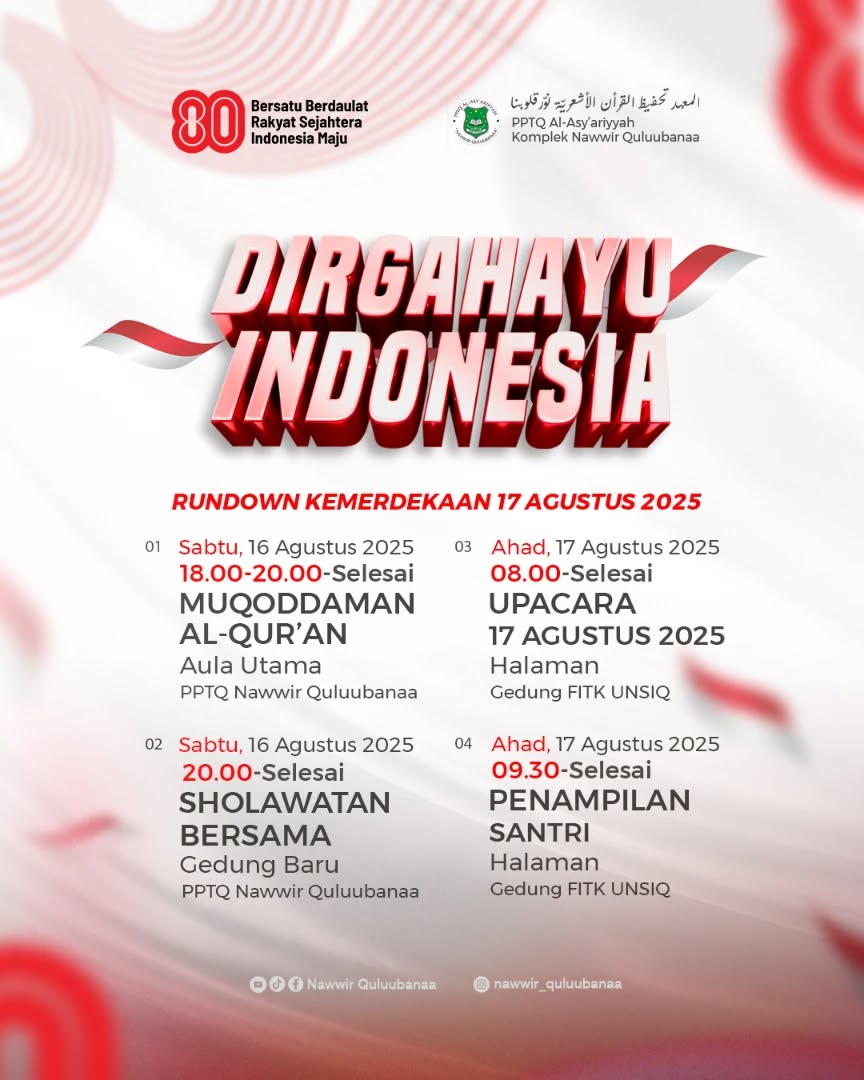 80
Bersatu Berdaulat
Rakyat Sejahtera
Indonesia Maju
المعهد تحفيظ القرأن الأشعرية نور قلوبنا
PPTQ Al-Asy'ariyyah
Komplek Nawwir Quluubanaa
DIRGAHAYU
INDONESIA
RUNDOWN KEMERDEKAAN 17 AGUSTUS 2025
01 Sabtu, 16 Agustus 2025
18.00-20.00-Selesai
MUQODDAMAN
AL-QUR'AN
Aula Utama
PPTQ Nawwir Quluubanaa
02 Sabtu, 16 Agustus 2025
20.00-Selesai
SHOLAWATAN
BERSAMA
Gedung Baru
PPTQ Nawwir Quluubanaa
03 Ahad, 17 Agustus 2025
08.00-Selesai
UPACARA
17 AGUSTUS 2025
Halaman
Gedung FITK UNSIQ
04 Ahad, 17 Agustus 2025
09.30-Selesai
PENAMPILAN
SANTRI
Halaman
Gedung FITK UNSIQ
Nawwir Quluubanaa
nawwir_quluubanaa